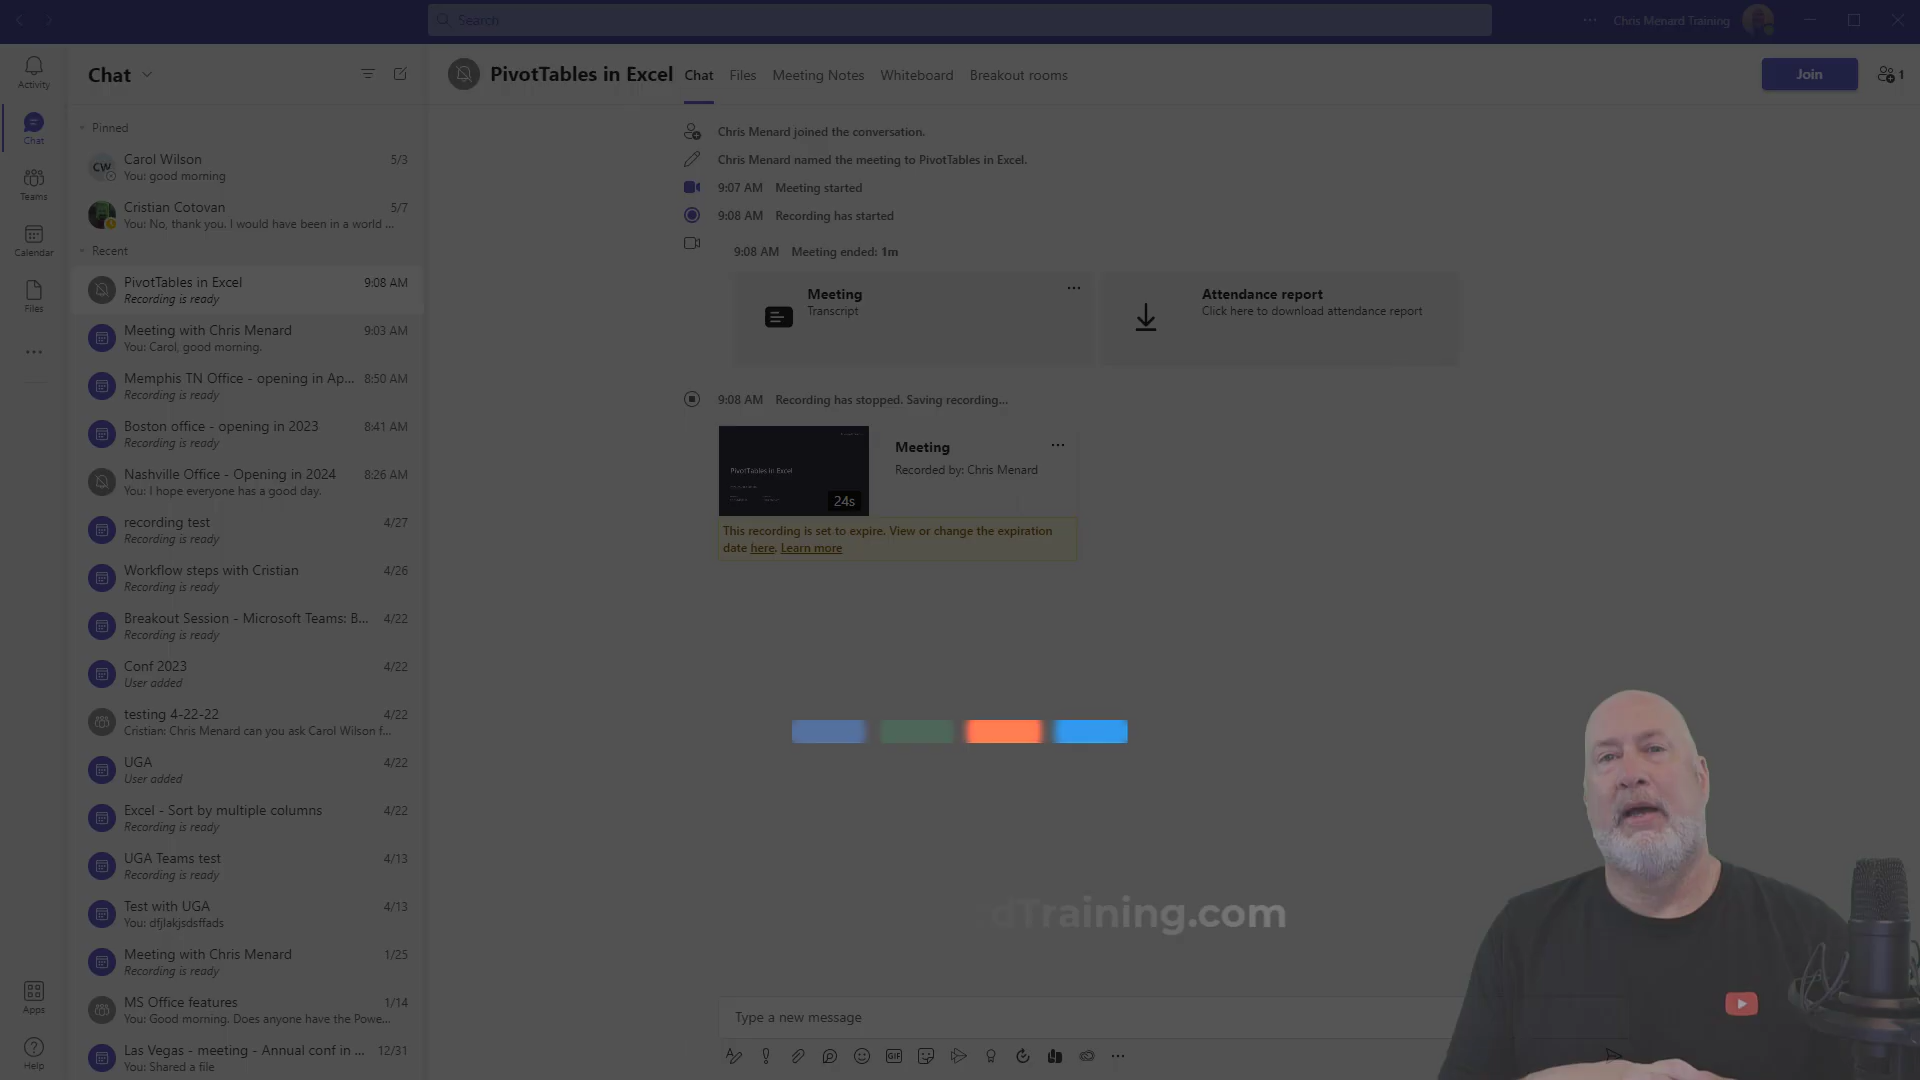 Search
Chris Menard Training
Activity
Chat
Teams
Calendar
Files
Apps
Help
Chat
Pinned
CW
Carol Wilson 5/3
You: good morning
Cristian Cotovan 5/7
You: No, thank you. I would have been in a world ...
Recent
PivotTables in Excel 9:08 AM
Recording is ready
Meeting with Chris Menard 9:03 AM
You: Carol, good morning.
Memphis TN Office - opening in Ap... 8:50 AM
Recording is ready
Boston office - opening in 2023 8:41 AM
Recording is ready
Nashville Office - Opening in 2024 8:26 AM
You: I hope everyone has a good day.
recording test 4/27
Recording is ready
Workflow steps with Cristian 4/26
Recording is ready
Breakout Session - Microsoft Teams: B... 4/22
Recording is ready
Conf 2023 4/22
User added
testing 4-22-22 4/22
Cristian: Chris Menard can you ask Carol Wilson f...
UGA 4/22
User added
Excel - Sort by multiple columns 4/22
Recording is ready
UGA Teams test 4/13
Recording is ready
Test with UGA 4/13
You: dfjlakjsdsffads
Meeting with Chris Menard 1/25
Recording is ready
MS Office features 1/14
You: Good morning. Does anyone have the Powe...
Las Vegas - meeting - Annual conf in ... 12/31
You: Shared a file
PivotTables in Excel Chat Files Meeting Notes Whiteboard Breakout rooms
Join 1
Chris Menard joined the conversation.
Chris Menard named the meeting to PivotTables in Excel.
9:07 AM Meeting started
9:08 AM Recording has started
9:08 AM Meeting ended: 1m
Meeting
Transcript
Attendance report
Click here to download attendance report
9:08 AM Recording has stopped. Saving recording...
PivotTables in Excel
24s
Meeting
Recorded by: Chris Menard
This recording is set to expire. View or change the expiration
date here. Learn more
dTraining.com
Type a new message
GIF